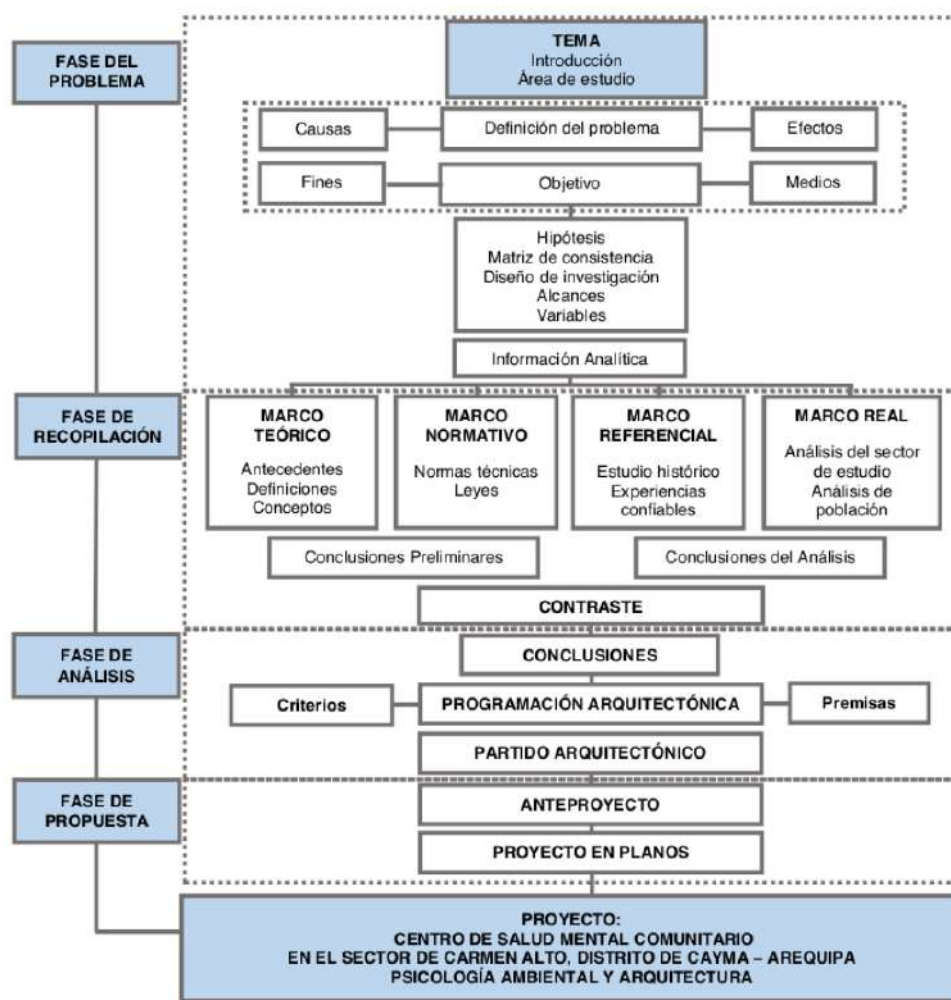 FASE DEL
PROBLEMA
TEMA
Introducción
Área de estudio
Causas
Definición del problema
Efectos
Fines
Objetivo
Medios
Hipótesis
Matriz de consistencia
Diseño de investigación
Alcances
Variables
Información Analítica
FASE DE
RECOPILACIÓN
MARCO
TEÓRICO
Antecedentes
Definiciones
Conceptos
MARCO
NORMATIVO
Normas técnicas
Leyes
MARCO
REFERENCIAL
Estudio histórico
Experiencias
confiables
MARCO REAL
Análisis del sector
de estudio
Análisis de
población
Conclusiones Preliminares
Conclusiones del Análisis
CONTRASTE
FASE DE
ANÁLISIS
CONCLUSIONES
Criterios
PROGRAMACIÓN ARQUITECTÓNICA
Premisas
PARTIDO ARQUITECTÓNICO
FASE DE
PROPUESTA
ANTEPROYECTO
PROYECTO EN PLANOS
PROYECTO:
CENTRO DE SALUD MENTAL COMUNITARIO
EN EL SECTOR DE CARMEN ALTO, DISTRITO DE CAYMA – AREQUIPA
PSICOLOGÍA AMBIENTAL Y ARQUITECTURA